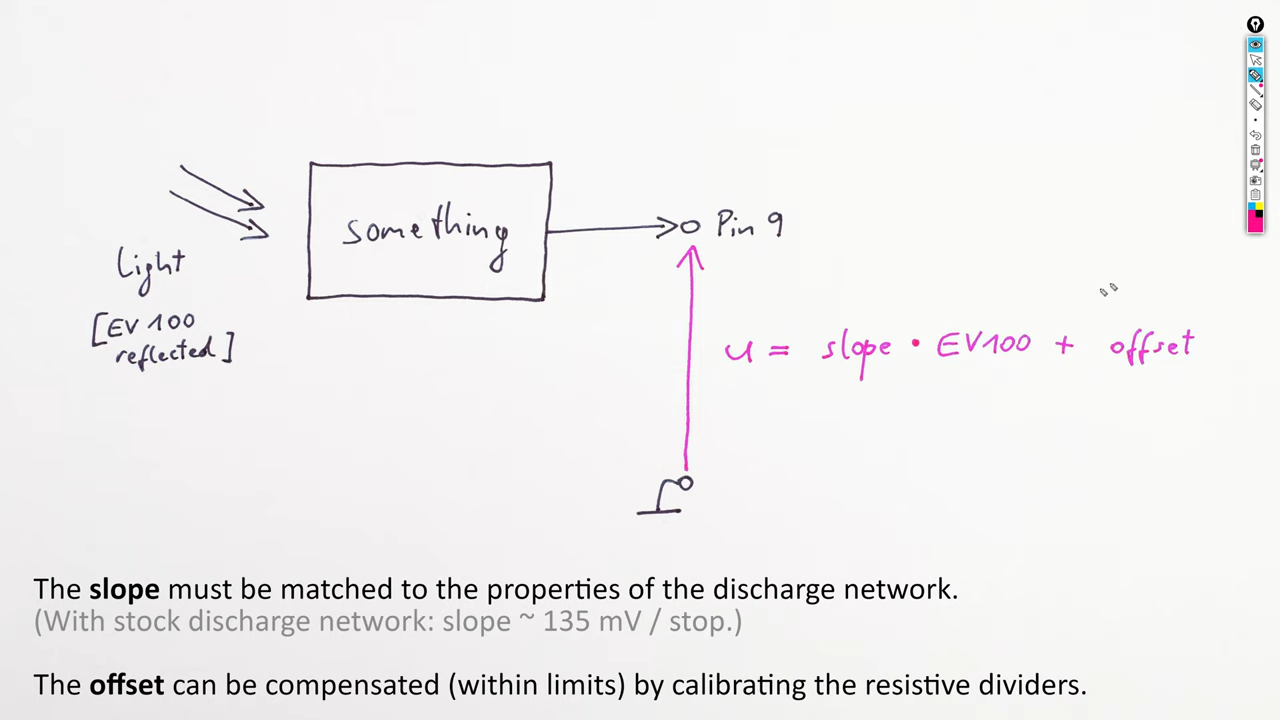 something
Pin 9
Light
[EV 100
reflected]
u = slope • EV100 + offset
The slope must be matched to the properties of the discharge network.
(With stock discharge network: slope ~ 135 mV / stop.)
The offset can be compensated (within limits) by calibrating the resistive dividers.